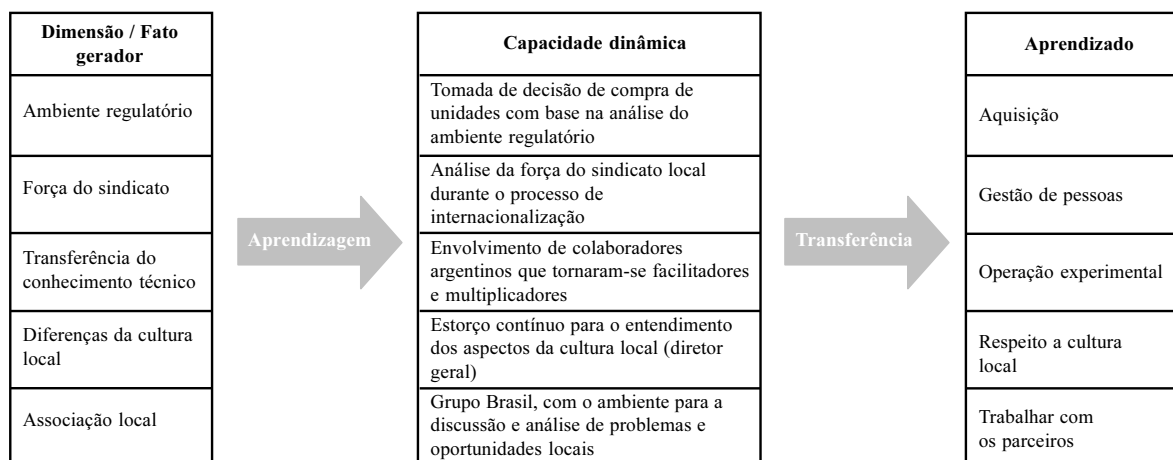 Dimensão / Fato
gerador
Ambiente regulatório
Força do sindicato
Transferência do
conhecimento técnico
Diferenças da cultura
local
Associação local
Aprendizagem
Capacidade dinâmica
Tomada de decisão de compra de
unidades com base na análise do
ambiente regulatório
Análise da força do sindicato local
durante o processo de
internacionalização
Envolvimento de colaboradores
argentinos que tornaram-se facilitadores
e multiplicadores
Estorço contínuo para o entendimento
dos aspectos da cultura local (diretor
geral)
Grupo Brasil, com o ambiente para a
discussão e análise de problemas e
oportunidades locais
Transferência
Aprendizado
Aquisição
Gestão de pessoas
Operação experimental
Respeito a cultura
local
Trabalhar com
os parceiros